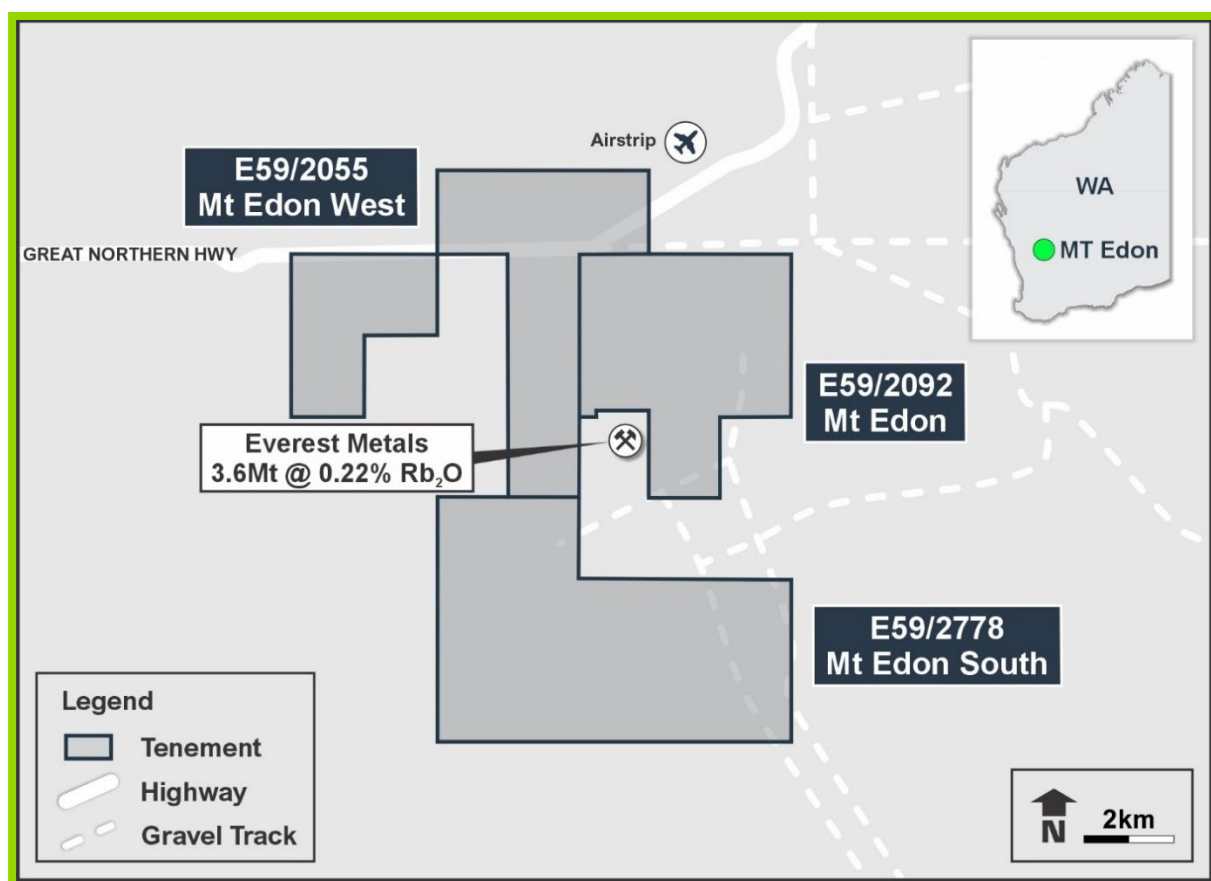 Airstrip
E59/2055
Mt Edon West
GREAT NORTHERN HWY
WA
MT Edon
E59/2092
Mt Edon
Everest Metals
3.6Mt @ 0.22% Rb₂O
E59/2778
Mt Edon South
Legend
Tenement
Highway
Gravel Track
N
2km